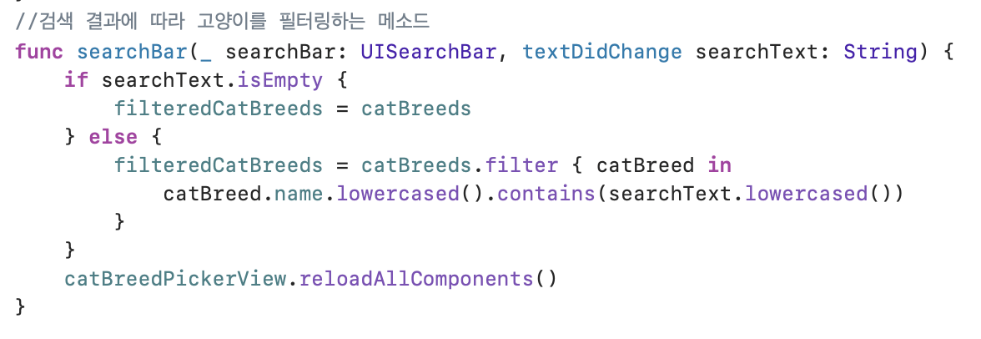 //검색 결과에 따라 고양이를 필터링하는 메소드
func searchBar(_ searchBar: UISearchBar, textDidChange searchText: String) {
    if searchText.isEmpty {
        filteredCatBreeds = catBreeds
    } else {
        filteredCatBreeds = catBreeds.filter { catBreed in
            catBreed.name.lowercased().contains(searchText.lowercased())
        }
    }
    catBreedPickerView.reloadAllComponents()
}